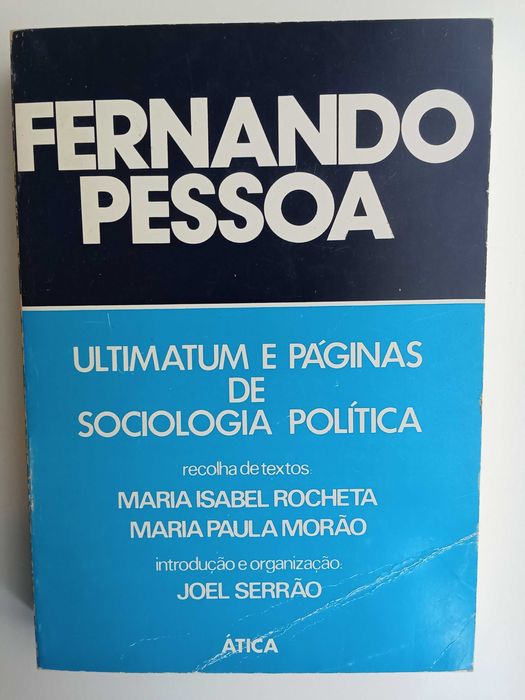 FERNANDO
PESSOA
ULTIMATUM E PÁGINAS
DE
SOCIOLOGIA POLÍTICA
recolha de textos:
MARIA ISABEL ROCHETA
MARIA PAULA MORÃO
introdução e organização:
JOEL SERRÃO
ÁTICA